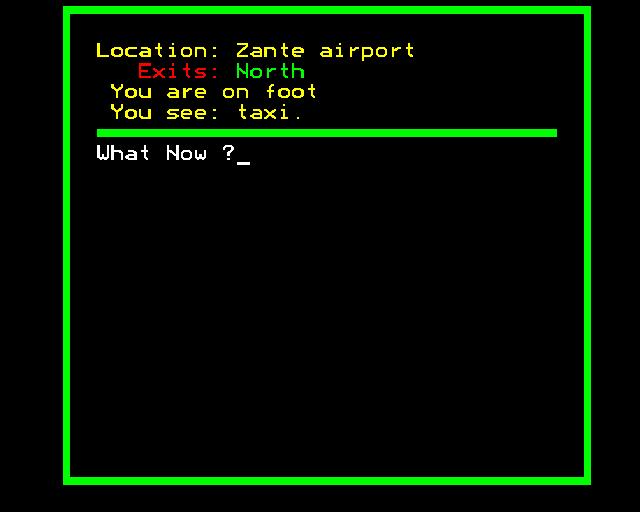 Location: Zante airport
Exits: North
You are on foot
You see: taxi.
What Now ?_